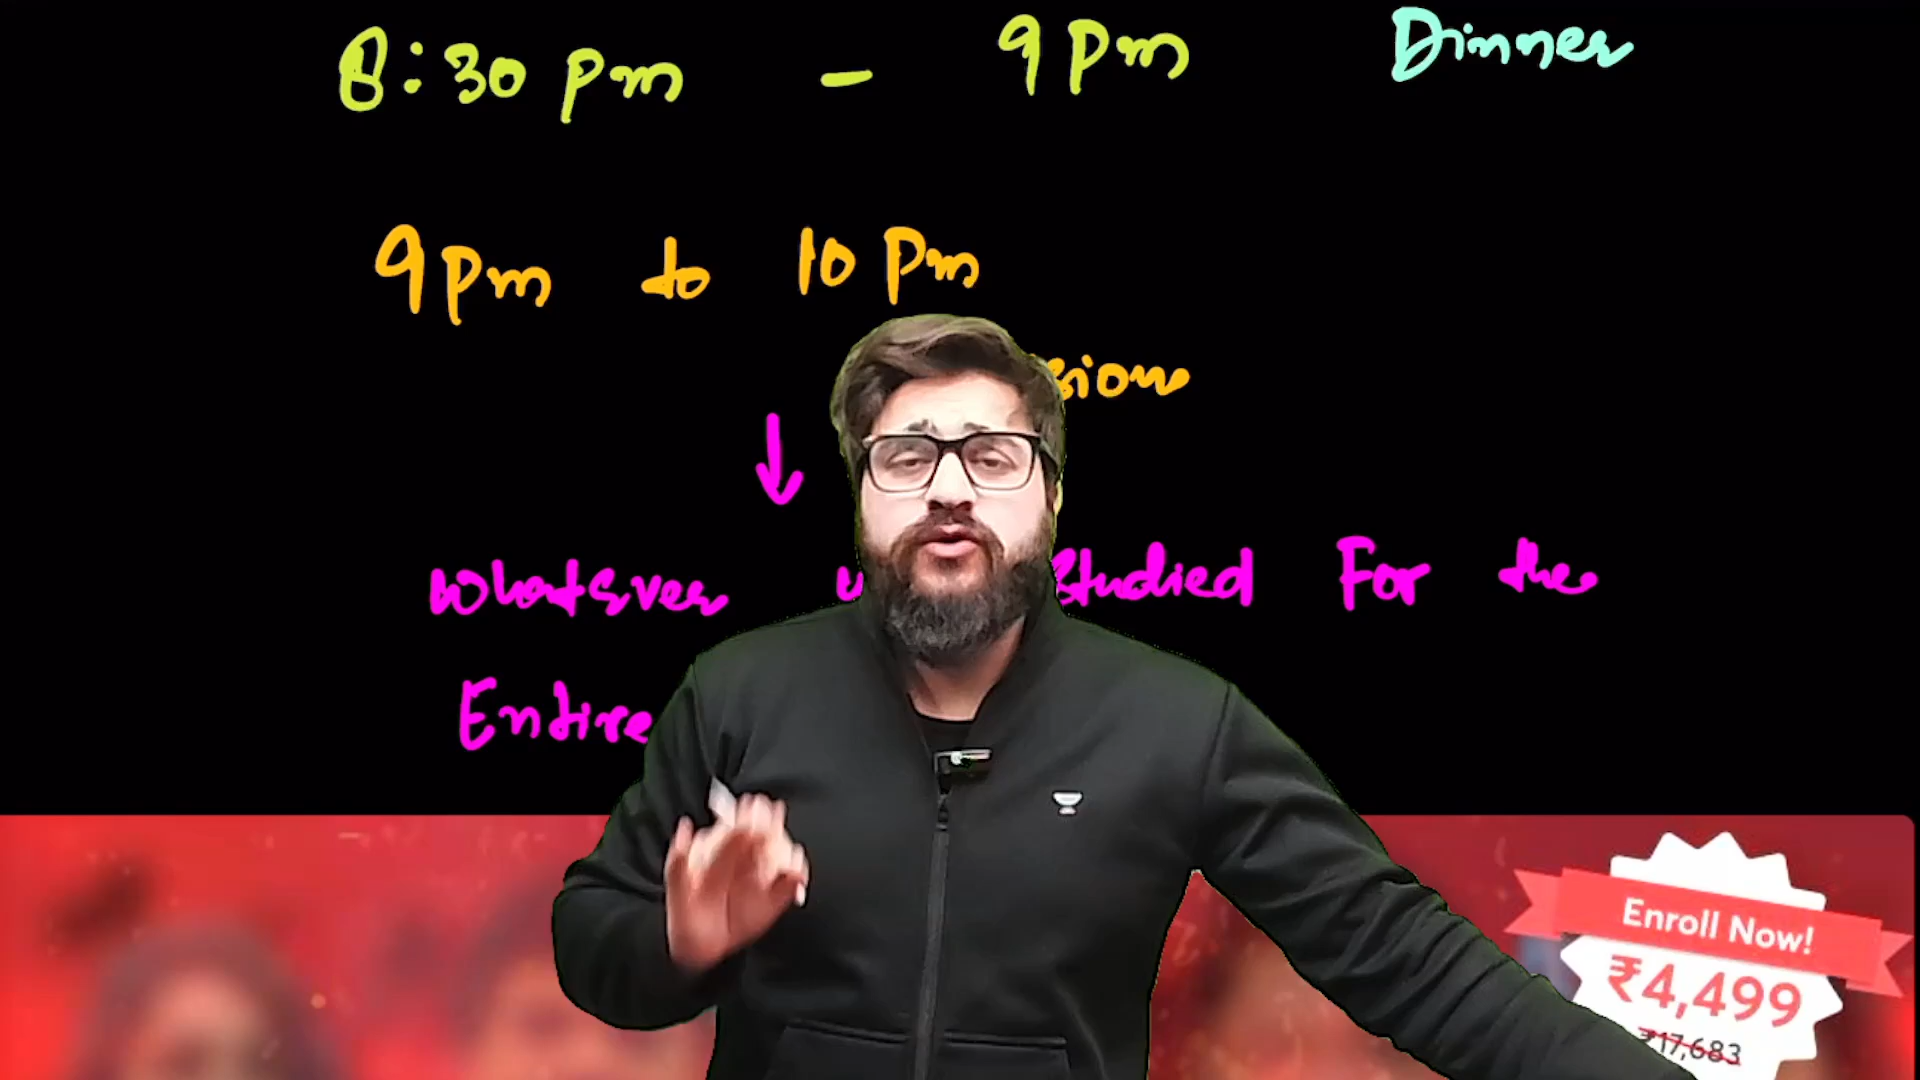 8:30 pm - 9 pm Dinner
9 pm to 10 pm
Whatever studied For the
Entire
Enroll Now!
₹4,499
₹17,683